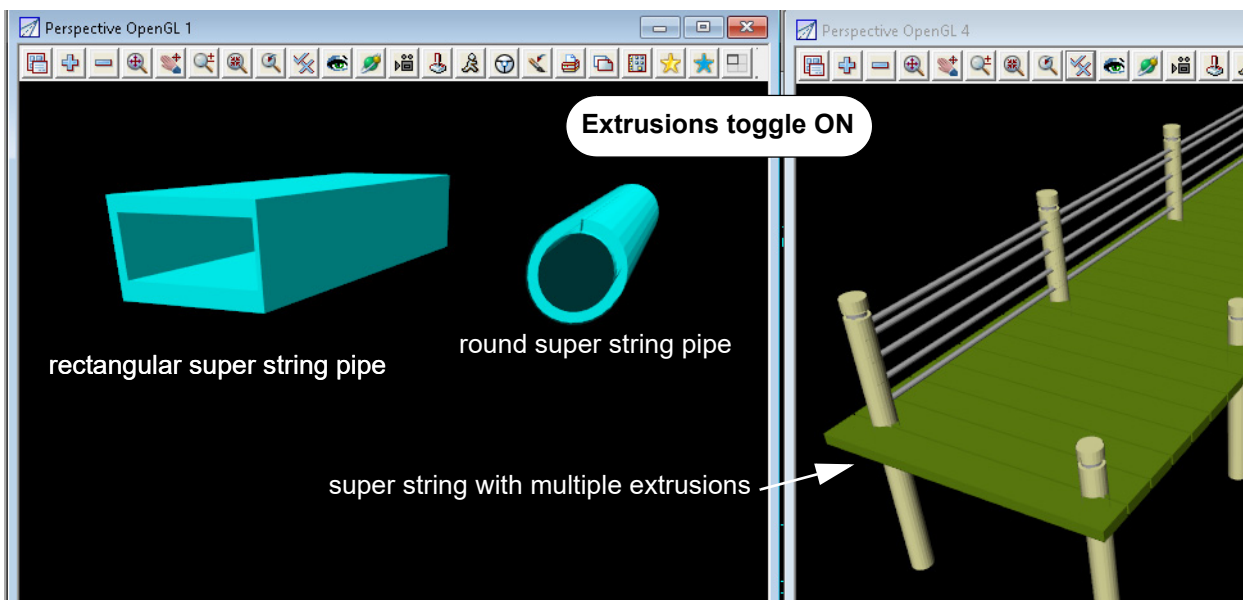 Perspective OpenGL 1
Perspective OpenGL 4
Extrusions toggle ON
rectangular super string pipe
round super string pipe
super string with multiple extrusions